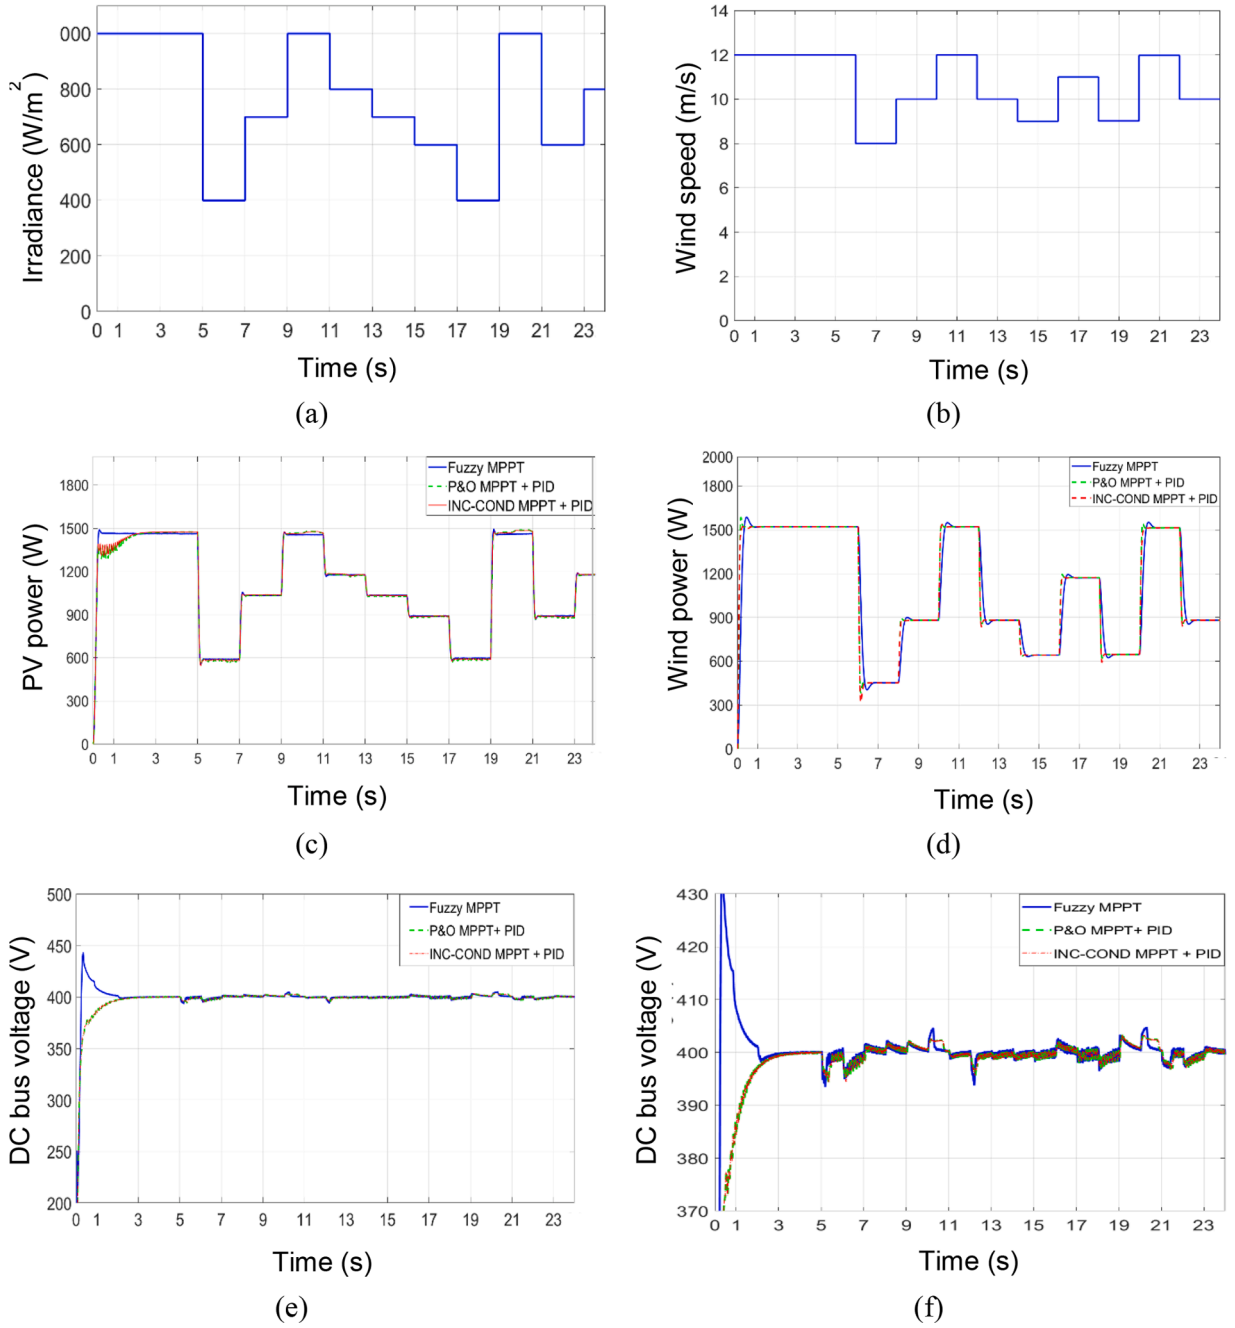 000
800
600
400
200
0
Irradiance (W/m²)
0 1 3 5 7 9 11 13 15 17 19 21 23
Time (s)
(a)
14
12
10
8
6
4
2
0
Wind speed (m/s)
0 1 3 5 7 9 11 13 15 17 19 21 23
Time (s)
(b)
1800
1500
1200
900
600
300
0
PV power (W)
Fuzzy MPPT
P&O MPPT + PID
INC-COND MPPT + PID
0 1 3 5 7 9 11 13 15 17 19 21 23
Time (s)
(c)
2000
1800
1500
1200
900
600
300
0
Wind power (W)
Fuzzy MPPT
P&O MPPT + PID
INC-COND MPPT + PID
0 1 3 5 7 9 11 13 15 17 19 21 23
Time (s)
(d)
500
450
400
350
300
250
200
DC bus voltage (V)
Fuzzy MPPT
P&O MPPT+ PID
INC-COND MPPT + PID
0 1 3 5 7 9 11 13 15 17 19 21 23
Time (s)
(e)
430
420
410
400
390
380
370
DC bus voltage (V)
Fuzzy MPPT
P&O MPPT+ PID
INC-COND MPPT + PID
0 1 3 5 7 9 11 13 15 17 19 21 23
Time (s)
(f)